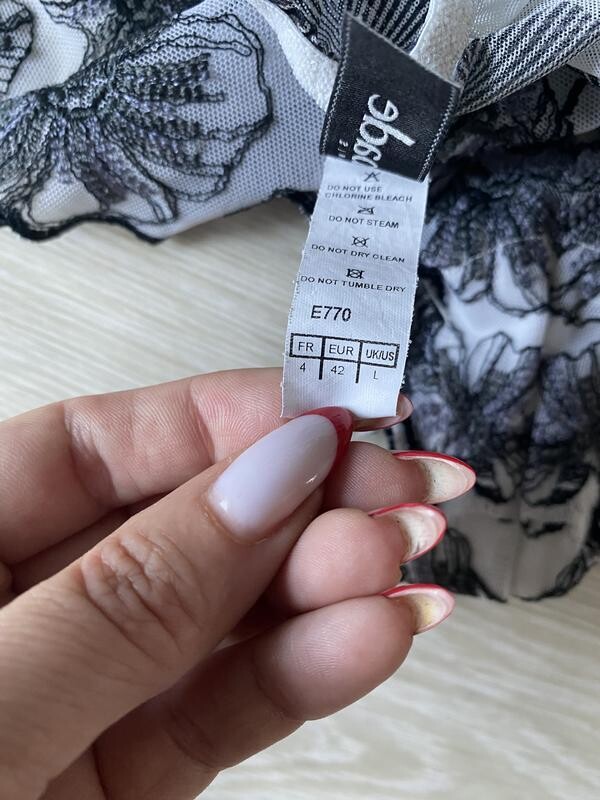 DO NOT USE
CHLORINE BLEACH
DO NOT STEAM
DO NOT DRY CLEAN
DO NOT TUMBLE DRY
E770
FR EUR UK/US
4 42 L